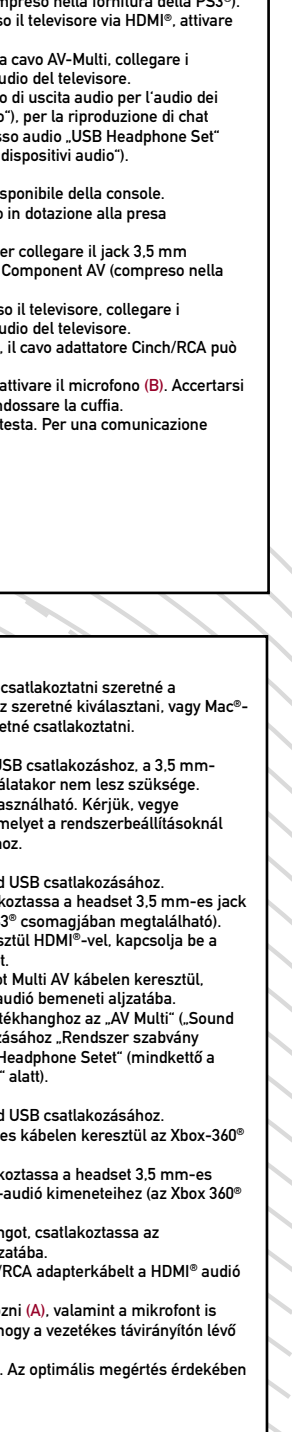 mpreso nella fornitura della PS3®).
so il televisore via HDMI®, attivare
a cavo AV-Multi, collegare i
udio del televisore.
o di uscita audio per l'audio dei
o“), per la riproduzione di chat
sso audio „USB Headphone Set“
dispositivi audio“).
sponibile della console.
o in dotazione alla presa
er collegare il jack 3,5 mm
Component AV (compreso nella
so il televisore, collegare i
udio del televisore.
, il cavo adattatore Cinch/RCA può
attivare il microfono (B). Accertarsi
ndossare la cuffia.
testa. Per una comunicazione
csatlakoztatni szeretné a
z szeretné kiválasztani, vagy Mac®-
retné csatlakoztatni.
USB csatlakozáshoz, a 3,5 mm-
álatakor nem lesz szüksége.
asználható. Kérjük, vegye
melyet a rendszerbeállításoknál
hoz.
d USB csatlakozásához.
koztassa a headset 3,5 mm-es jack
3® csomagjában megtalálható).
sztül HDMI®-vel, kapcsolja be a
t.
ot Multi AV kábelen keresztül,
audió bemeneti aljzatába.
tékhanghoz az „AV Multi“ („Sound
zásához „Rendszer szabvány
Headphone Setet“ (mindkettő a
“ alatt).
d USB csatlakozásához.
es kábelen keresztül az Xbox-360®
koztassa a headset 3,5 mm-es
-audió kimeneteihez (az Xbox 360®
ngot, csatlakoztassa az
zatába.
/RCA adapterkábelt a HDMI® audió
ozni (A), valamint a mikrofont is
hogy a vezetékes távirányítón lévő
. Az optimális megértés érdekében